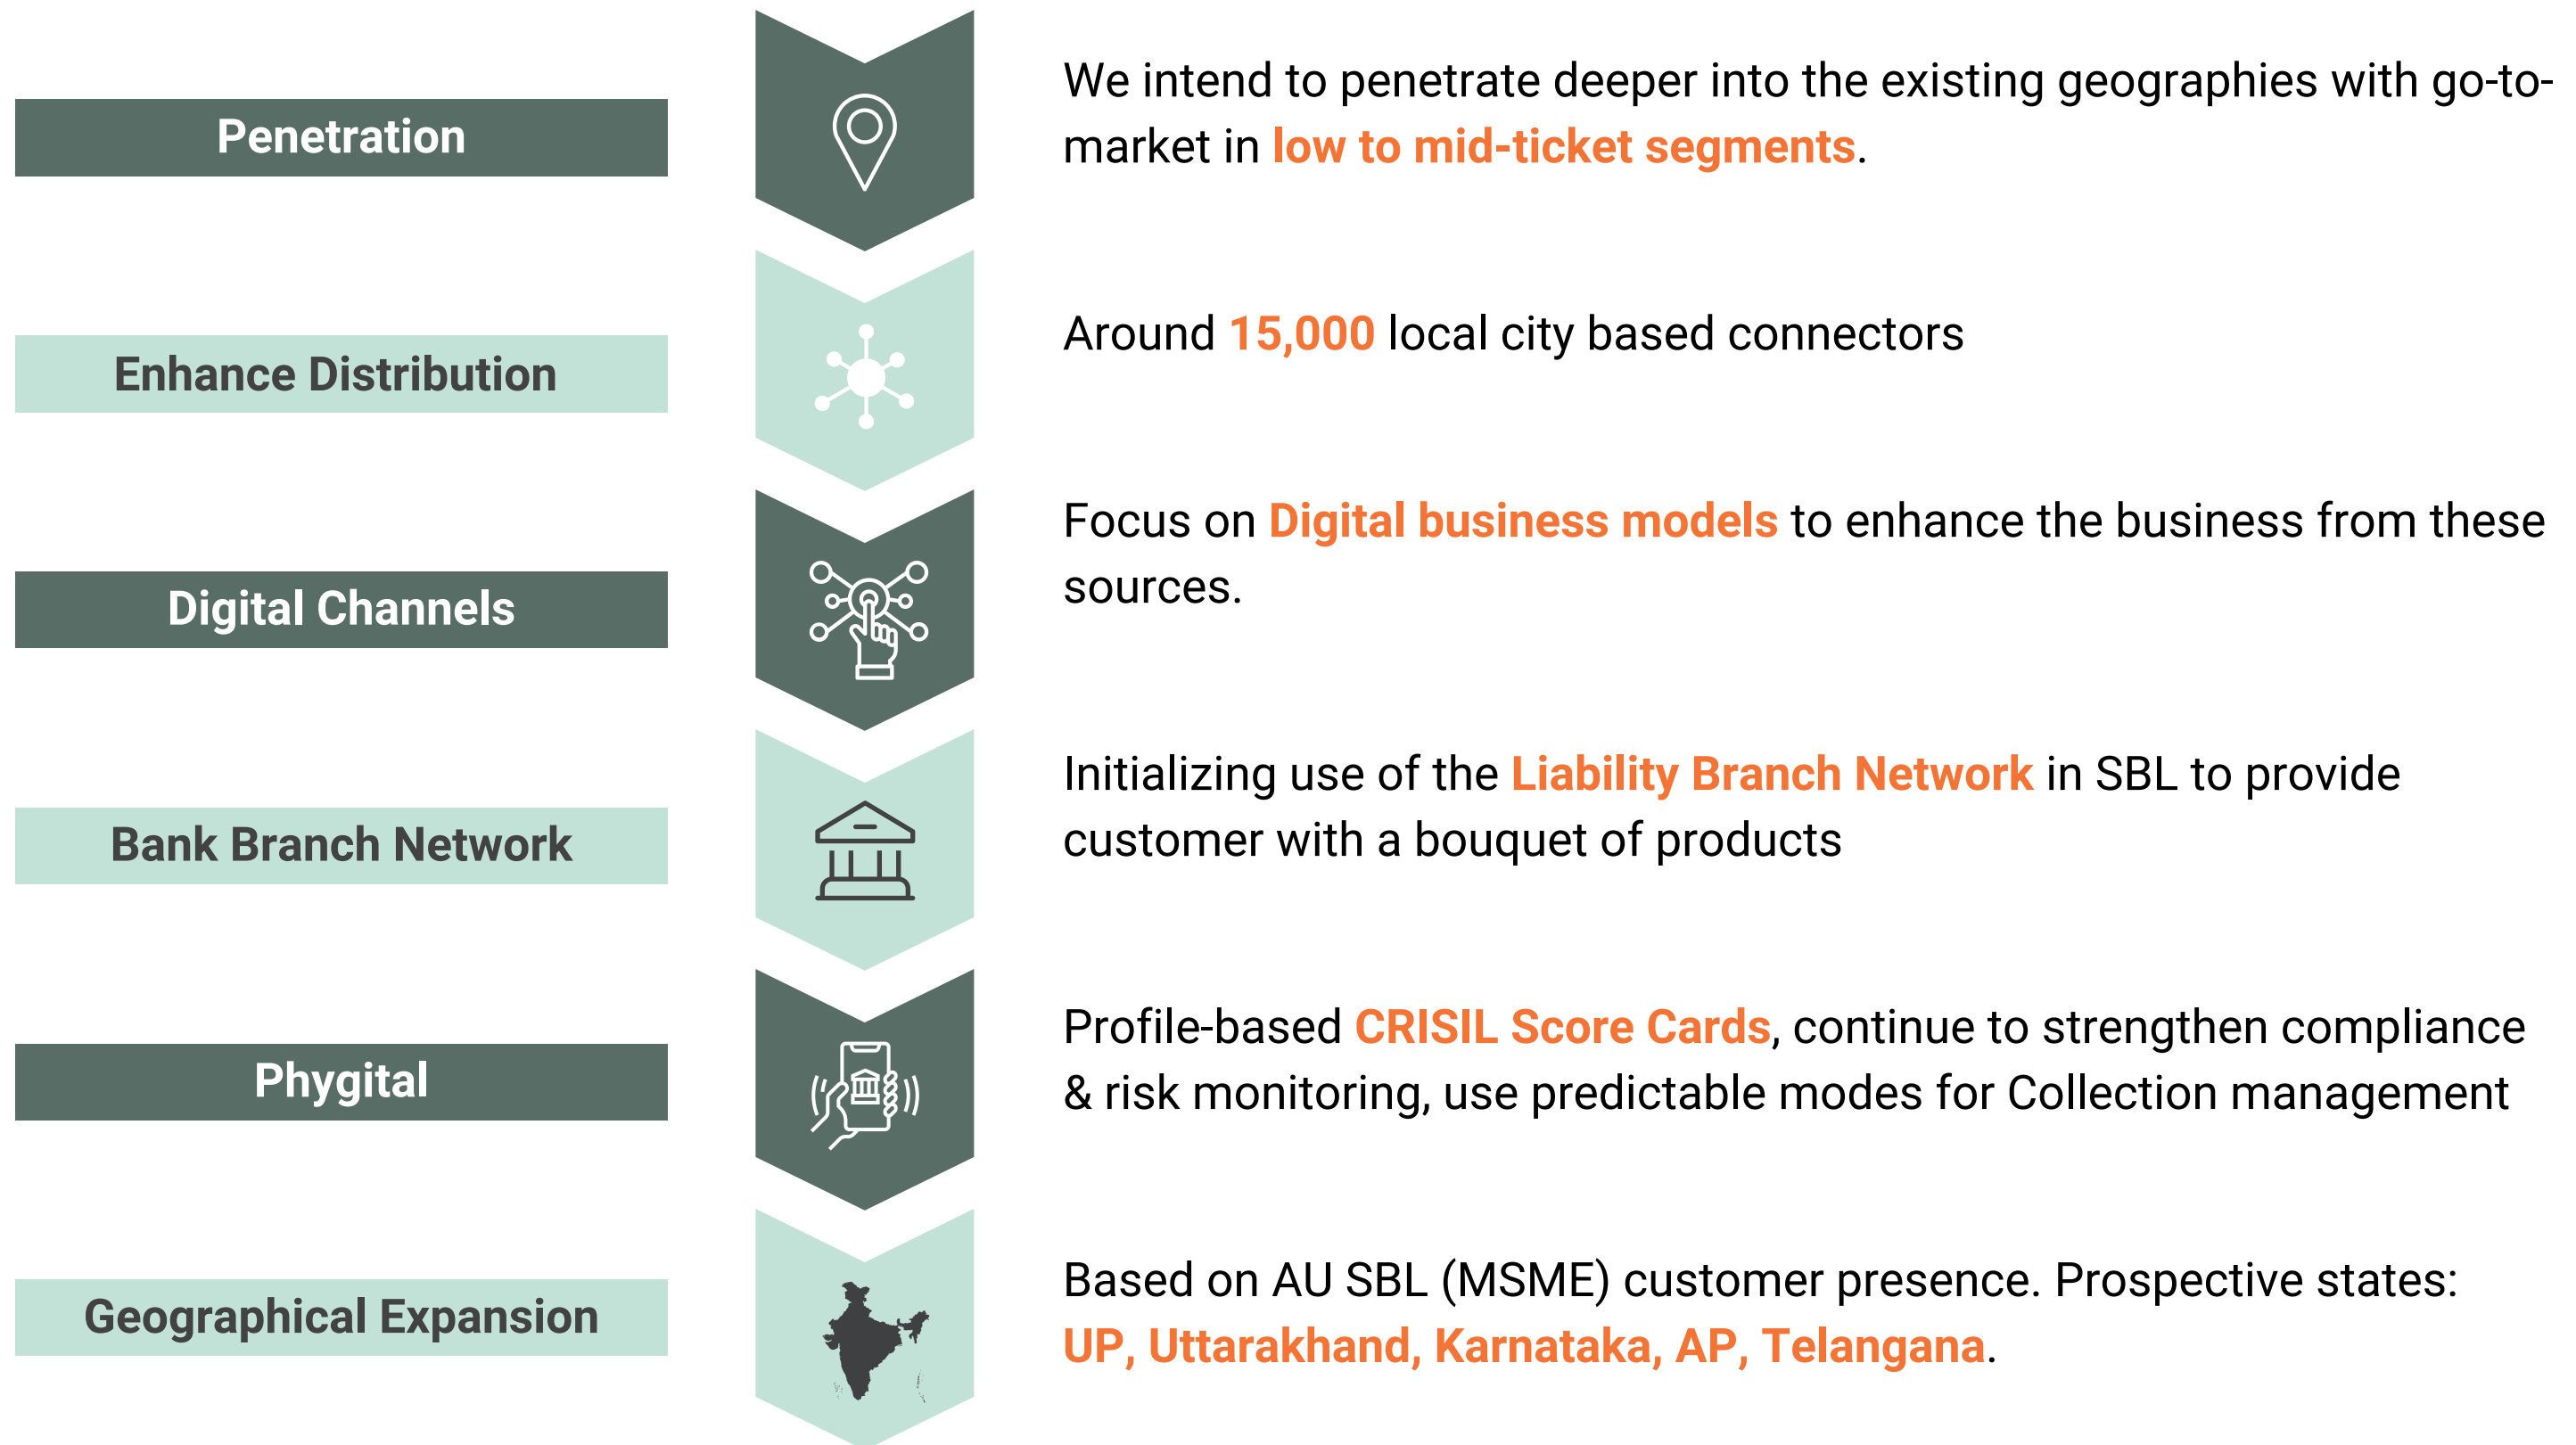 Penetration
We intend to penetrate deeper into the existing geographies with go-to-
market in low to mid-ticket segments.
Enhance Distribution
Around 15,000 local city based connectors
Digital Channels
Focus on Digital business models to enhance the business from these
sources.
Bank Branch Network
Initializing use of the Liability Branch Network in SBL to provide
customer with a bouquet of products
Phygital
Profile-based CRISIL Score Cards, continue to strengthen compliance
& risk monitoring, use predictable modes for Collection management
Geographical Expansion
Based on AU SBL (MSME) customer presence. Prospective states:
UP, Uttarakhand, Karnataka, AP, Telangana.